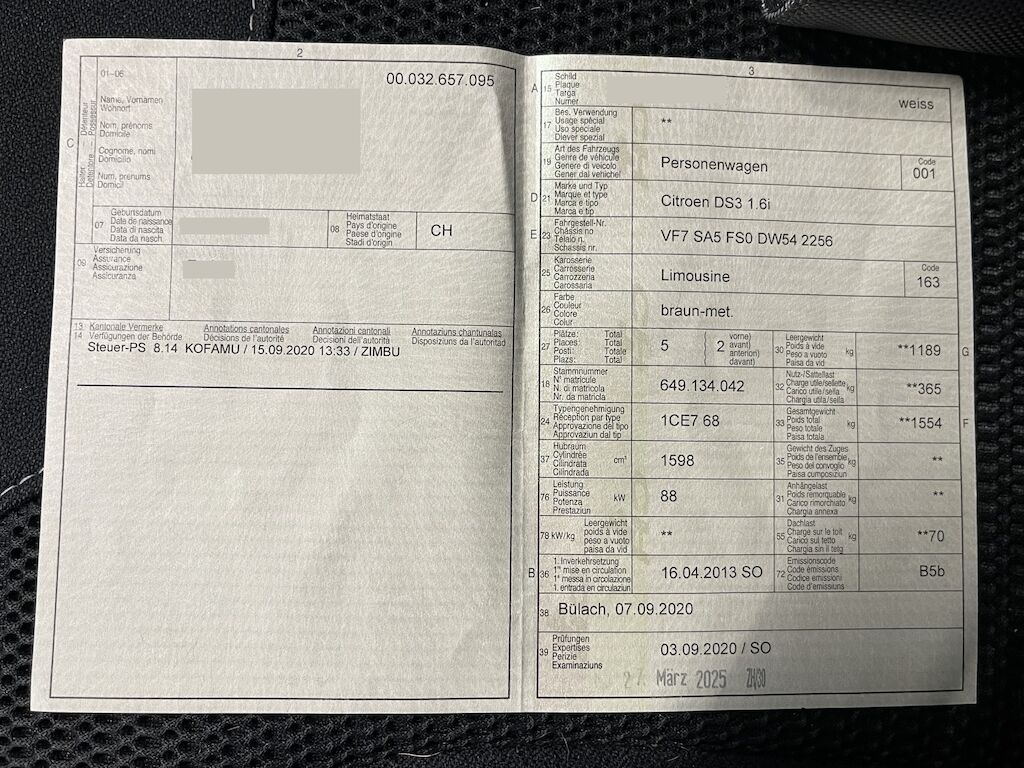 2
01–06
00.032.657.095
C
Halter Détenteur
Detentore Possessur
Name, Vornamen
Wohnort
Nom, prénoms
Domicile
Cognome, nomi
Domicilio
Num, prenums
Domicil
07
Geburtsdatum
Date de naissance
Data di nascita
Data da nasch.
08
Heimatstaat
Pays d'origine
Paese d'origine
Stadi d'origin
CH
09
Versicherung
Assurance
Assicurazione
Assicuranza
13
14
Kantonale Vermerke
Verfügungen der Behörde
Annotations cantonales
Décisions de l'autorité
Annotazioni cantonali
Decisioni dell'autorità
Annotaziuns chantunalas
Disposiziuns da l'autoritad
Steuer-PS 8.14 KOFAMU / 15.09.2020 13:33 / ZIMBU
3
A 15
Schild
Plaque
Targa
Numer
weiss
17
Bes. Verwendung
Usage spécial
Uso speciale
Diever spezial
**
19
Art des Fahrzeugs
Genre de véhicule
Genere di veicolo
Gener dal vehichel
Personenwagen
Code
001
D 21
Marke und Typ
Marque et type
Marca e tipo
Marca e tip
Citroen DS3 1.6i
E 23
Fahrgestell-Nr.
Châssis no
Telaio n.
Schassis nr.
VF7 SA5 FS0 DW54 2256
25
Karosserie
Carrosserie
Carrozzeria
Carossaria
Limousine
Code
163
26
Farbe
Couleur
Colore
Colur
braun-met.
27
Plätze: Total
Places: Total
Posti: Totale
Plazs: Total
5
2
vorne)
avant)
anteriori)
davant)
30
Leergewicht
Poids à vide
Peso a vuoto
Paisa da vid
kg
**1189
G
18
Stammnummer
N° matricule
N. di matricola
Nr. da matricla
649.134.042
32
Nutz-/Sattellast
Charge utile/sellette
Carico utile/sella
Chargia utila/sella
kg
**365
24
Typengenehmigung
Réception par type
Approvazione del tipo
Approvaziun dal tip
1CE7 68
33
Gesamtgewicht
Poids total
Peso totale
Paisa totala
kg
**1554
F
37
Hubraum
Cylindrée
Cilindrata
Cilindrada
cm³
1598
35
Gewicht des Zuges
Poids de l'ensemble
Peso del convoglio
Paisa cumposiziun
kg
**
76
Leistung
Puissance
Potenza
Prestaziun
kW
88
31
Anhängelast
Poids remorquable
Carico rimorchiato
Chargia annexa
kg
**
78 kW/kg
Leergewicht
poids à vide
peso a vuoto
paisa da vid
**
55
Dachlast
Charge sur le toit
Carico sul tetto
Chargia sin il tetg
kg
**70
B 36
1. Inverkehrsetzung
1re mise en circulation
1a messa in circolazione
1. entrada en circulaziun
16.04.2013 SO
72
Emissionscode
Code émissions
Codice emissioni
Code d'emissiuns
B5b
38
Bülach, 07.09.2020
39
Prüfungen
Expertises
Perizie
Examinaziuns
03.09.2020 / SO
März 2025 ZH/30